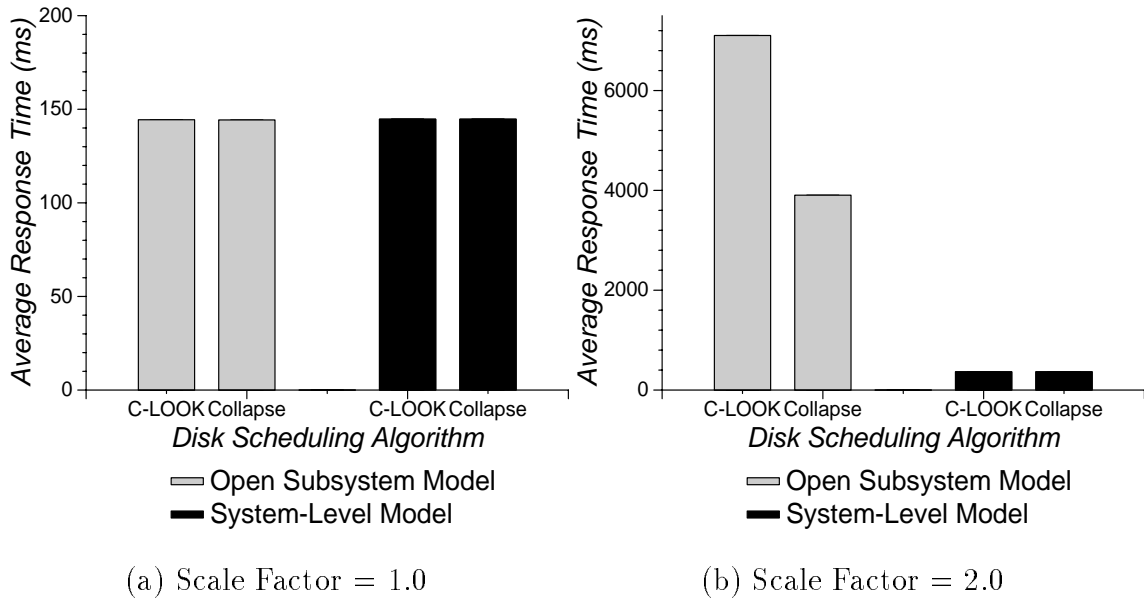 Average Response Time (ms)
200
150
100
50
0
C-LOOK Collapse
C-LOOK Collapse
Disk Scheduling Algorithm
Open Subsystem Model
System-Level Model
(a) Scale Factor = 1.0
Average Response Time (ms)
6000
4000
2000
0
C-LOOK Collapse
C-LOOK Collapse
Disk Scheduling Algorithm
Open Subsystem Model
System-Level Model
(b) Scale Factor = 2.0